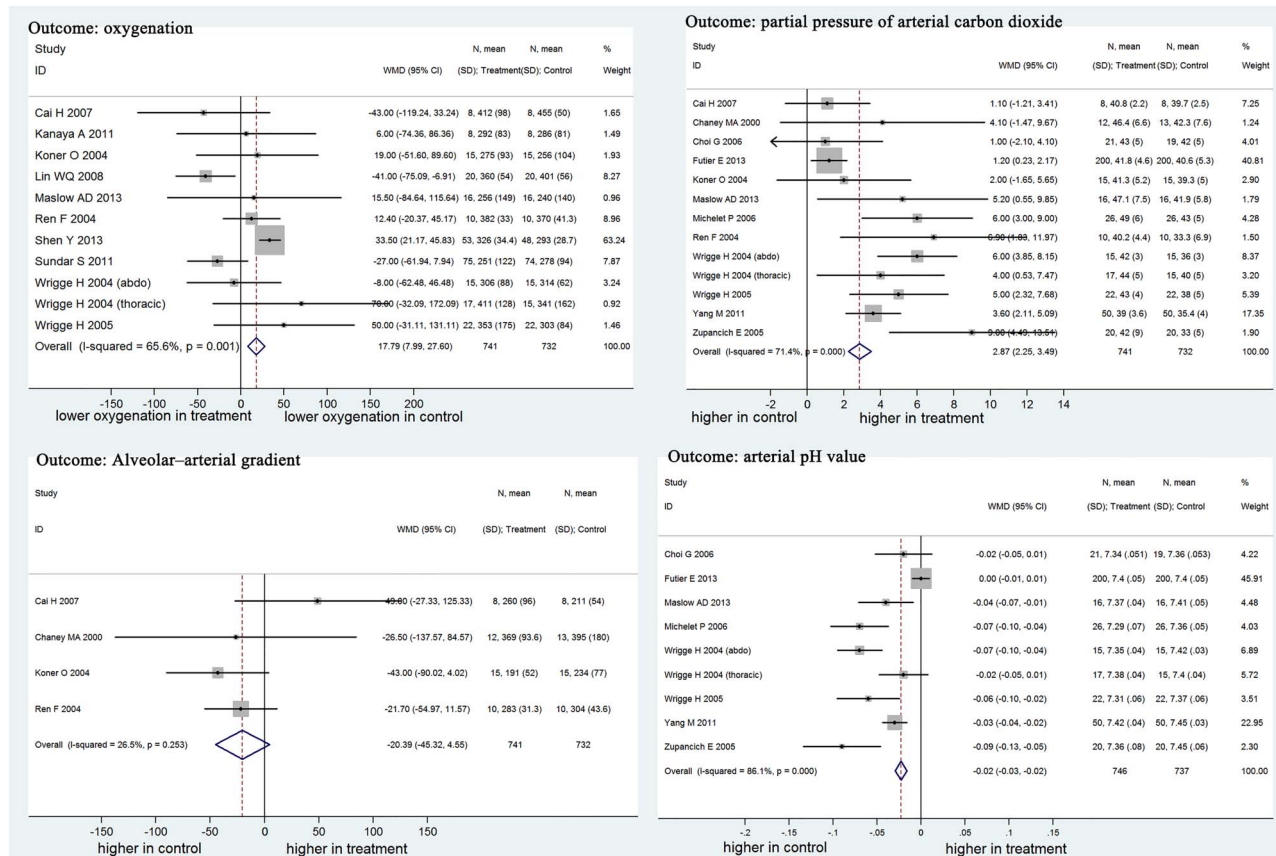 Outcome: oxygenation
Study N, mean N, mean %
ID WMD (95% CI) (SD); Treatment(SD); Control Weight
Cai H 2007 -43.00 (-119.24, 33.24) 8, 412 (98) 8, 455 (50) 1.65
Kanaya A 2011 6.00 (-74.36, 86.36) 8, 292 (83) 8, 286 (81) 1.49
Koner O 2004 19.00 (-51.60, 89.60) 15, 275 (93) 15, 256 (104) 1.93
Lin WQ 2008 -41.00 (-75.09, -6.91) 20, 360 (54) 20, 401 (56) 8.27
Maslow AD 2013 15.50 (-84.64, 115.64) 16, 256 (149) 16, 240 (140) 0.96
Ren F 2004 12.40 (-20.37, 45.17) 10, 382 (33) 10, 370 (41.3) 8.96
Shen Y 2013 33.50 (21.17, 45.83) 53, 326 (34.4) 48, 293 (28.7) 63.24
Sundar S 2011 -27.00 (-61.94, 7.94) 75, 251 (122) 74, 278 (94) 7.87
Wrigge H 2004 (abdo) -8.00 (-62.48, 46.48) 15, 306 (88) 15, 314 (62) 3.24
Wrigge H 2004 (thoracic) 70.00 (-32.09, 172.09) 17, 411 (128) 15, 341 (162) 0.92
Wrigge H 2005 50.00 (-31.11, 131.11) 22, 353 (175) 22, 303 (84) 1.46
Overall (I-squared = 65.6%, p = 0.001) 17.79 (7.99, 27.60) 741 732 100.00
-150 -100 -50 0 50 100 150 200
lower oxygenation in treatment lower oxygenation in control
Outcome: partial pressure of arterial carbon dioxide
Study N, mean N, mean %
ID WMD (95% CI) (SD); Treatment(SD); Control Weight
Cai H 2007 1.10 (-1.21, 3.41) 8, 40.8 (2.2) 8, 39.7 (2.5) 7.25
Chaney MA 2000 4.10 (-1.47, 9.67) 12, 46.4 (6.6) 13, 42.3 (7.6) 1.24
Choi G 2006 1.00 (-2.10, 4.10) 21, 43 (5) 19, 42 (5) 4.01
Futier E 2013 1.20 (0.23, 2.17) 200, 41.8 (4.6) 200, 40.6 (5.3) 40.81
Koner O 2004 2.00 (-1.65, 5.65) 15, 41.3 (5.2) 15, 39.3 (5) 2.90
Maslow AD 2013 5.20 (0.55, 9.85) 16, 47.1 (7.5) 16, 41.9 (5.8) 1.79
Michelet P 2006 6.00 (3.00, 9.00) 26, 49 (6) 26, 43 (5) 4.28
Ren F 2004 6.90 (1.83, 11.97) 10, 40.2 (4.4) 10, 33.3 (6.9) 1.50
Wrigge H 2004 (abdo) 6.00 (3.85, 8.15) 15, 42 (3) 15, 36 (3) 8.37
Wrigge H 2004 (thoracic) 4.00 (0.53, 7.47) 17, 44 (5) 15, 40 (5) 3.20
Wrigge H 2005 5.00 (2.32, 7.68) 22, 43 (4) 22, 38 (5) 5.39
Yang M 2011 3.60 (2.11, 5.09) 50, 39 (3.6) 50, 35.4 (4) 17.35
Zupancich E 2005 9.00 (4.49, 13.51) 20, 42 (9) 20, 33 (5) 1.90
Overall (I-squared = 71.4%, p = 0.000) 2.87 (2.25, 3.49) 741 732 100.00
-2 0 2 4 6 8 10 12 14
higher in control higher in treatment
Outcome: Alveolar–arterial gradient
Study N, mean N, mean
ID WMD (95% CI) (SD); Treatment (SD); Control
Cai H 2007 49.00 (-27.33, 125.33) 8, 260 (96) 8, 211 (54)
Chaney MA 2000 -26.50 (-137.57, 84.57) 12, 369 (93.6) 13, 395 (180)
Koner O 2004 -43.00 (-90.02, 4.02) 15, 191 (52) 15, 234 (77)
Ren F 2004 -21.70 (-54.97, 11.57) 10, 283 (31.3) 10, 304 (43.6)
Overall (I-squared = 26.5%, p = 0.253) -20.39 (-45.32, 4.55) 741 732
-150 -100 -50 0 50 100 150
higher in control higher in treatment
Outcome: arterial pH value
Study N, mean N, mean %
ID WMD (95% CI) (SD); Treatment (SD); Control Weight
Choi G 2006 -0.02 (-0.05, 0.01) 21, 7.34 (.051) 19, 7.36 (.053) 4.22
Futier E 2013 0.00 (-0.01, 0.01) 200, 7.4 (.05) 200, 7.4 (.05) 45.91
Maslow AD 2013 -0.04 (-0.07, -0.01) 16, 7.37 (.04) 16, 7.41 (.05) 4.48
Michelet P 2006 -0.07 (-0.10, -0.04) 26, 7.29 (.07) 26, 7.36 (.05) 4.03
Wrigge H 2004 (abdo) -0.07 (-0.10, -0.04) 15, 7.35 (.04) 15, 7.42 (.03) 6.89
Wrigge H 2004 (thoracic) -0.02 (-0.05, 0.01) 17, 7.38 (.04) 15, 7.4 (.04) 5.72
Wrigge H 2005 -0.06 (-0.10, -0.02) 22, 7.31 (.06) 22, 7.37 (.06) 3.51
Yang M 2011 -0.03 (-0.04, -0.02) 50, 7.42 (.04) 50, 7.45 (.03) 22.95
Zupancich E 2005 -0.09 (-0.13, -0.05) 20, 7.36 (.08) 20, 7.45 (.06) 2.30
Overall (I-squared = 86.1%, p = 0.000) -0.02 (-0.03, -0.02) 746 737 100.00
-.2 -.15 -.1 -.05 0 .05 .1 .15
higher in control higher in treatment